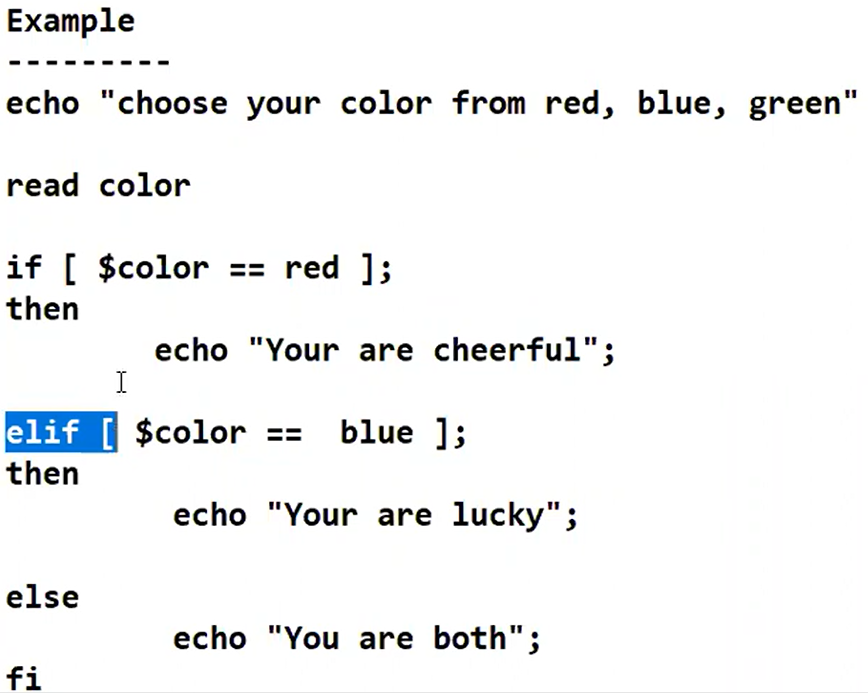 Example
---------
echo "choose your color from red, blue, green"
read color
if [ $color == red ];
then
echo "Your are cheerful";
elif [ $color ==  blue ];
then
echo "Your are lucky";
else
echo "You are both";
fi